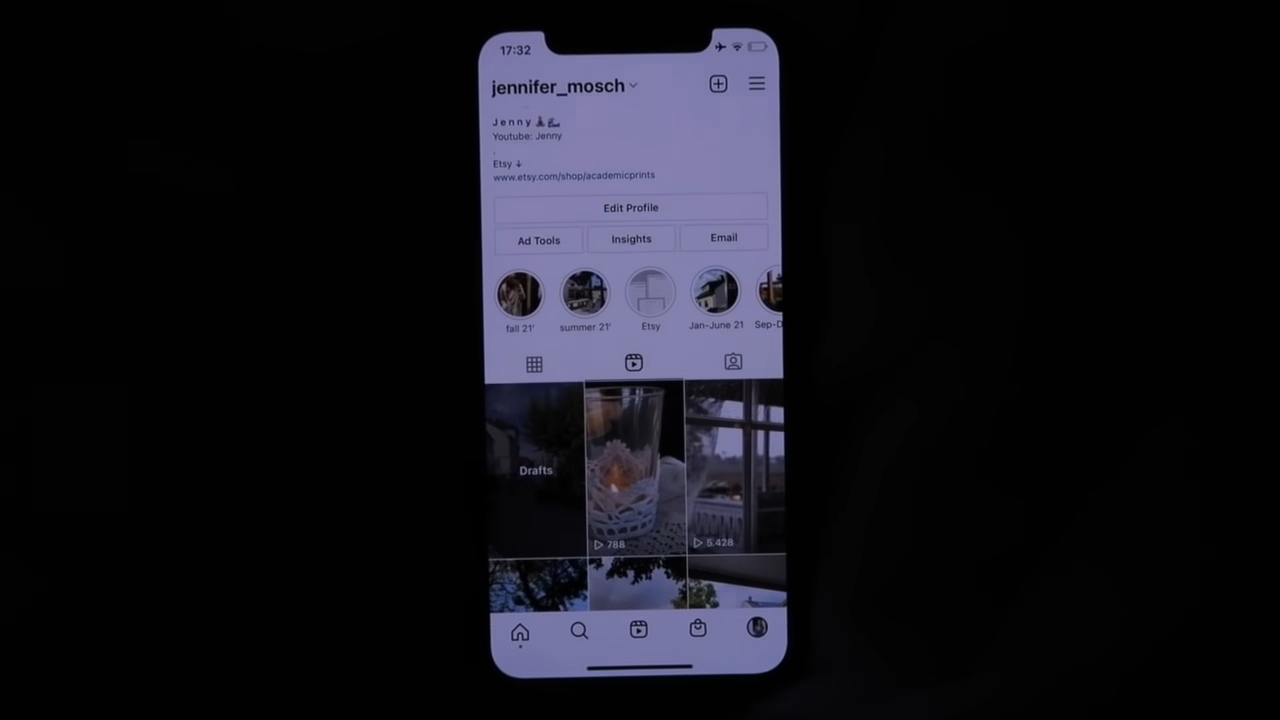 17:32
jennifer_mosch
Jenny
Youtube: Jenny
.
Etsy ↓
www.etsy.com/shop/academicprints
Edit Profile
Ad Tools Insights Email
fall 21' summer 21' Etsy Jan-June 21 Sep-D
Drafts
788 5.428